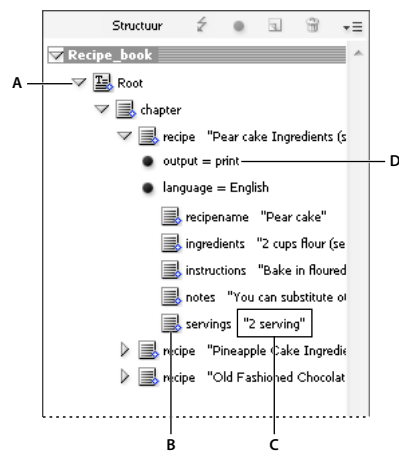 Structuur
Recipe_book
A
Root
chapter
recipe "Pear cake Ingredients (s
output = print
D
language = English
recipename "Pear cake"
ingredients "2 cups flour (se
instructions "Bake in floured
notes "You can substitute ot
servings "2 serving"
recipe "Pineapple Cake Ingredie
recipe "Old Fashioned Chocolat
B
C